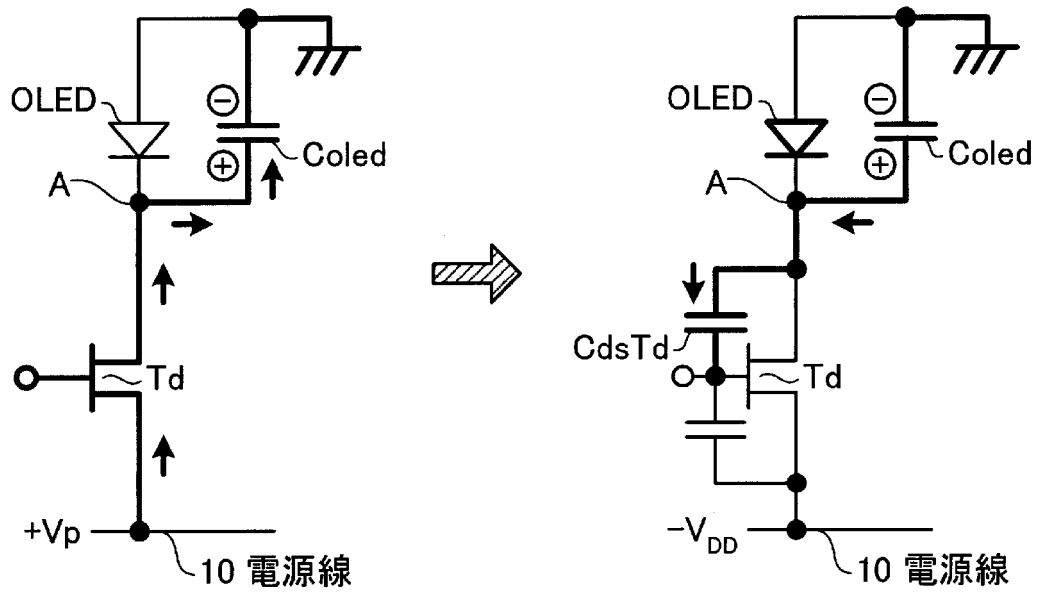 OLED
⊖
⊕
Coled
A
Td
+Vp
10 電源線
OLED
⊖
⊕
Coled
A
CdsTd
Td
-VDD
10 電源線